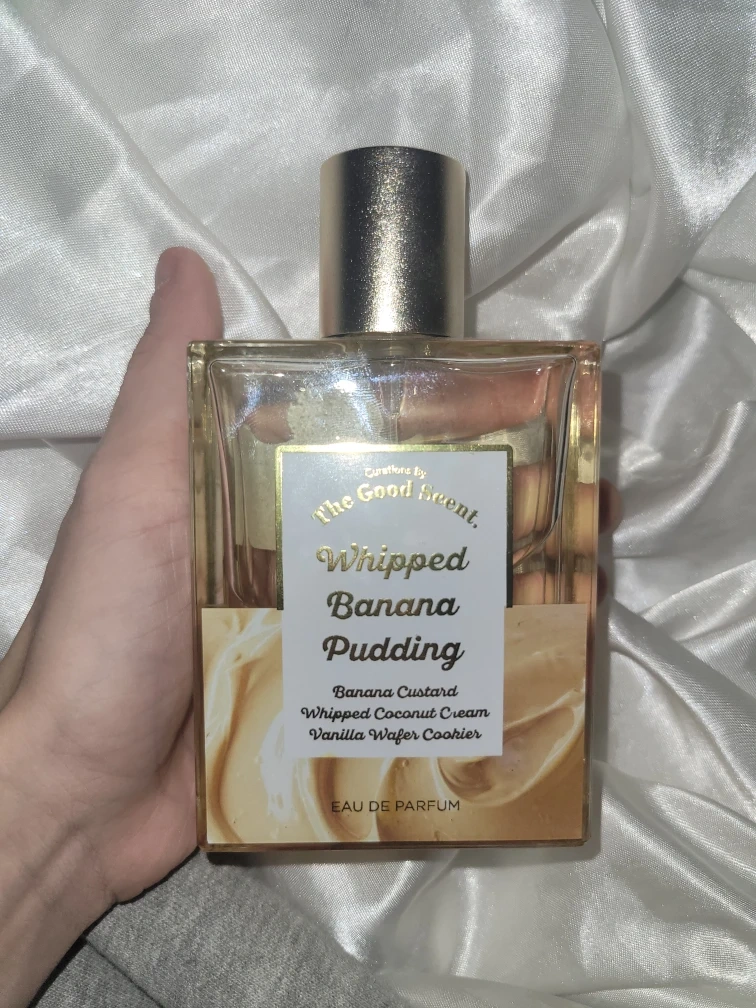 Curations By
The Good Scent.
Whipped
Banana
Pudding
Banana Custard
Whipped Coconut Cream
Vanilla Wafer Cookies
EAU DE PARFUM